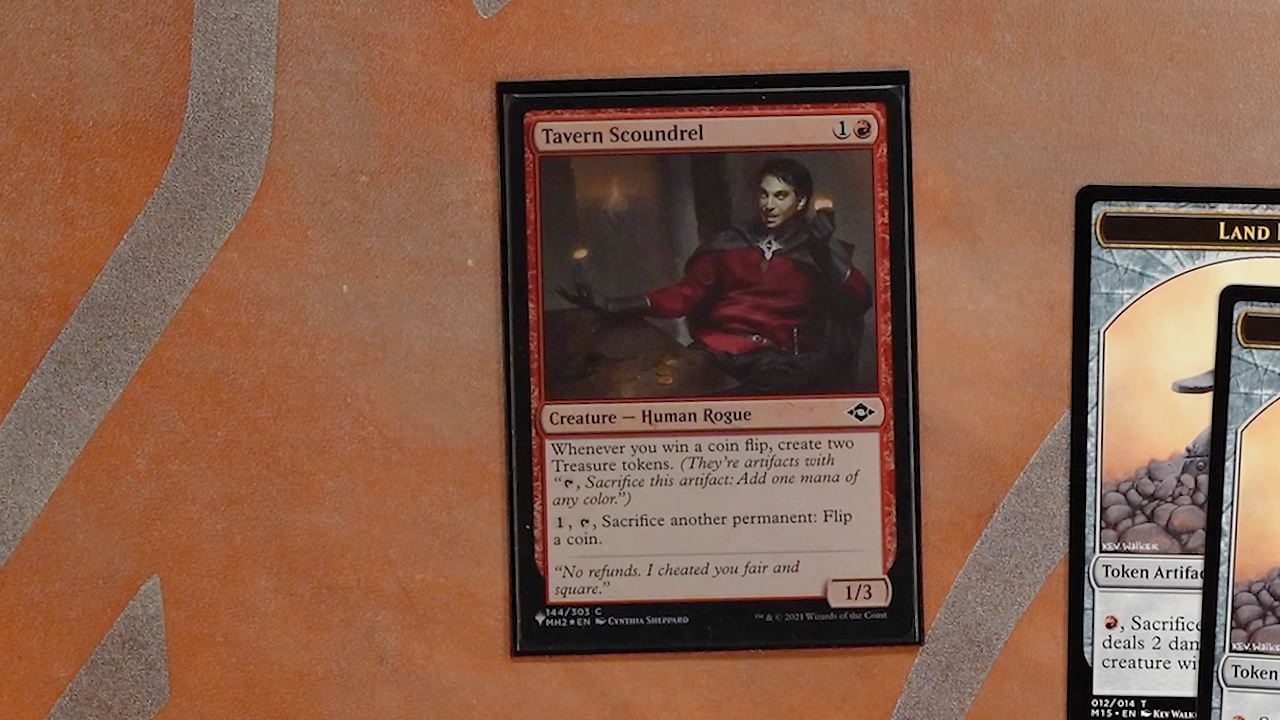 Tavern Scoundrel 1
Creature — Human Rogue
Whenever you win a coin flip, create two
Treasure tokens. (They're artifacts with
“, Sacrifice this artifact: Add one mana of
any color.”)
1, , Sacrifice another permanent: Flip
a coin.
“No refunds. I cheated you fair and
square.”
1/3
144/303 C
MH2 ★ EN Cynthia Sheppard
™ & © 2021 Wizards of the Coast
Land
Kev Walker
Token Artifac
, Sacrifice
deals 2 dam
creature wi
012/014 T
M15 • EN Kev Walk
Kev. Walke
Token